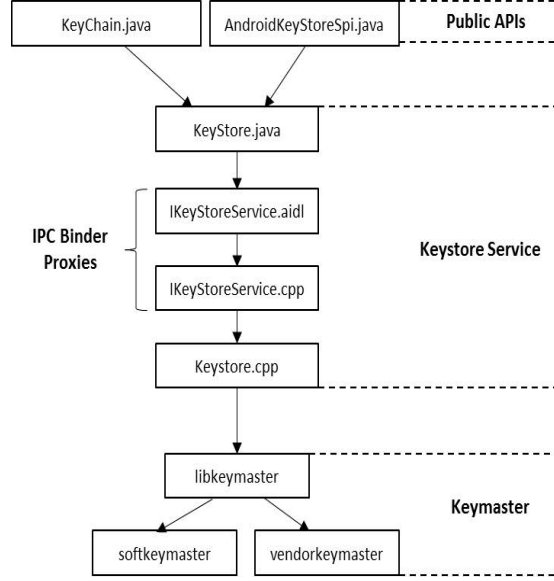 KeyChain.java
AndroidKeyStoreSpi.java
Public APIs
KeyStore.java
IKeyStoreService.aidl
IPC Binder
Proxies
Keystore Service
IKeyStoreService.cpp
Keystore.cpp
libkeymaster
Keymaster
softkeymaster
vendorkeymaster